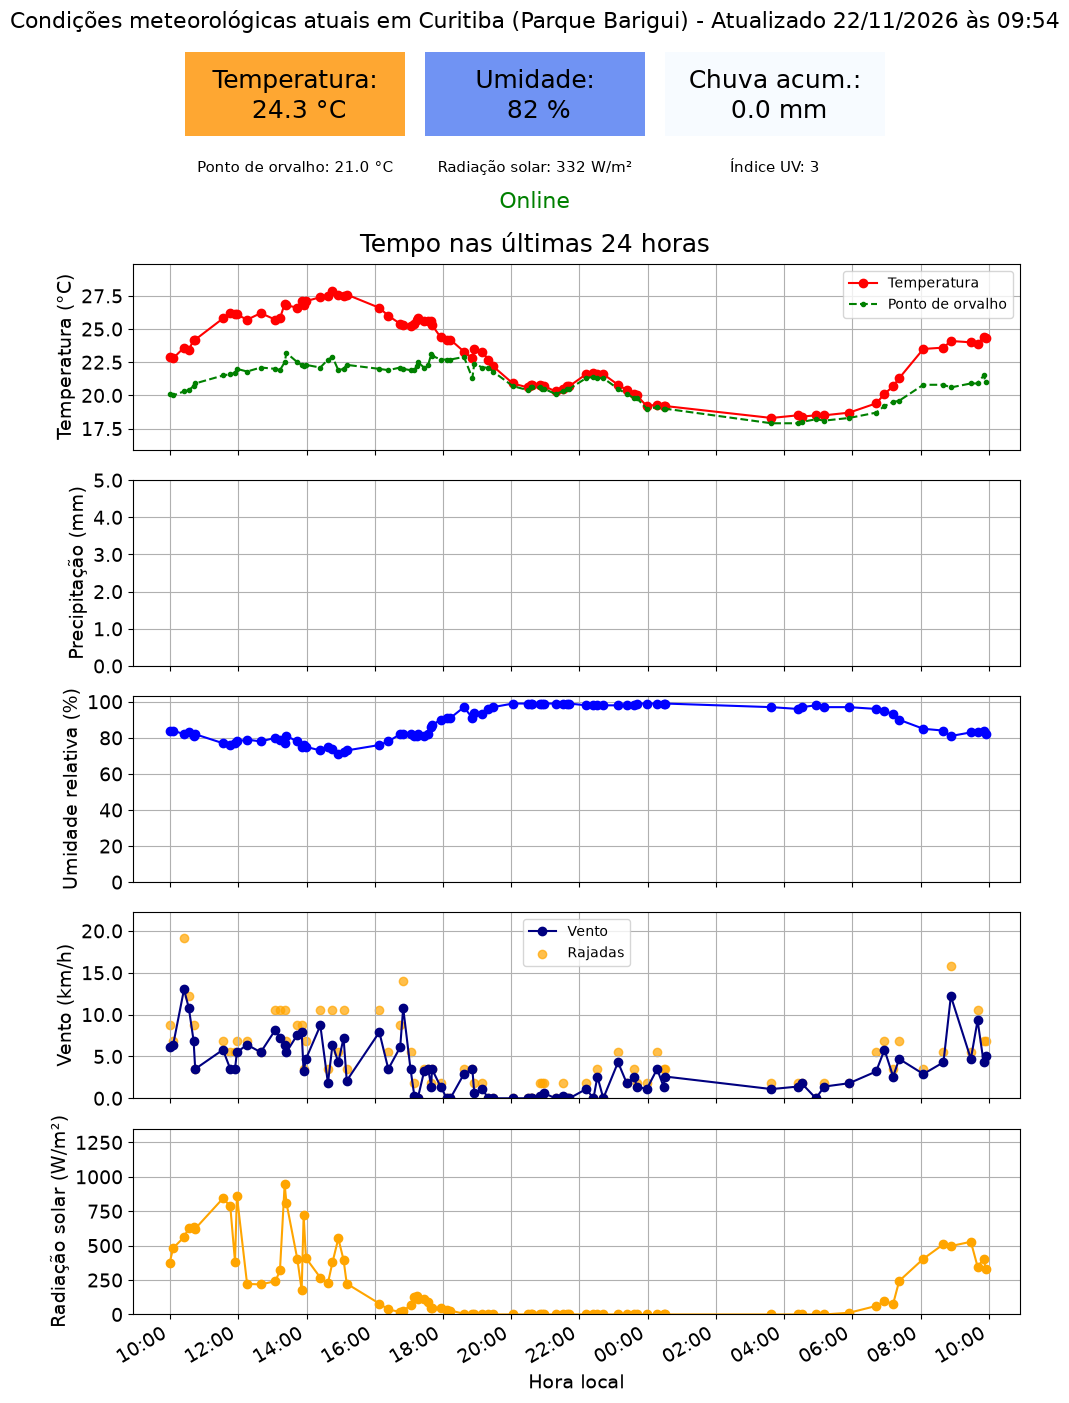 Condições meteorológicas atuais em Curitiba (Parque Barigui) - Atualizado 22/11/2026 às 09:54
Temperatura:
24.3 °C
Umidade:
82 %
Chuva acum.:
0.0 mm
Ponto de orvalho: 21.0 °C
Radiação solar: 332 W/m²
Índice UV: 3
Online
Tempo nas últimas 24 horas
Temperatura (°C)
27.5
25.0
22.5
20.0
17.5
Temperatura
Ponto de orvalho
Precipitação (mm)
5.0
4.0
3.0
2.0
1.0
0.0
Umidade relativa (%)
100
80
60
40
20
0
Vento (km/h)
20.0
15.0
10.0
5.0
0.0
Vento
Rajadas
Radiação solar (W/m²)
1250
1000
750
500
250
0
10:00
12:00
14:00
16:00
18:00
20:00
22:00
00:00
02:00
04:00
06:00
08:00
10:00
Hora local